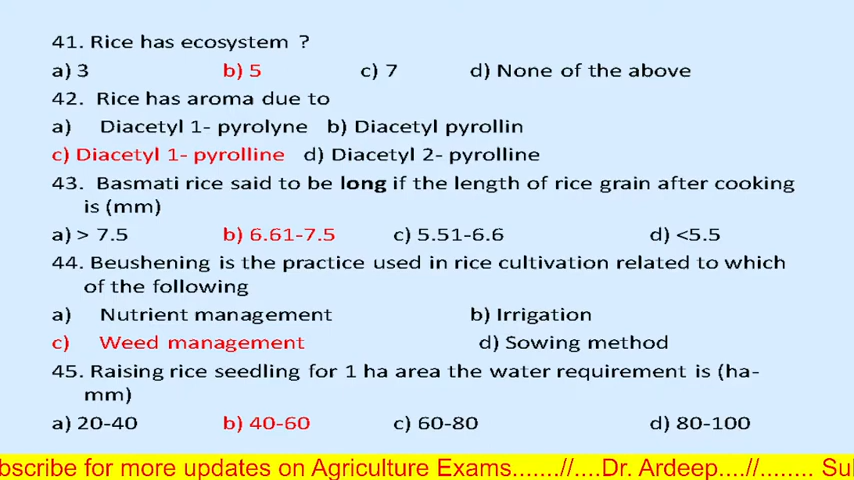 41. Rice has ecosystem ?
a) 3 b) 5 c) 7 d) None of the above
42. Rice has aroma due to
a) Diacetyl 1- pyrolyne b) Diacetyl pyrollin
c) Diacetyl 1- pyrolline d) Diacetyl 2- pyrolline
43. Basmati rice said to be long if the length of rice grain after cooking
is (mm)
a) > 7.5 b) 6.61-7.5 c) 5.51-6.6 d) <5.5
44. Beushening is the practice used in rice cultivation related to which
of the following
a) Nutrient management b) Irrigation
c) Weed management d) Sowing method
45. Raising rice seedling for 1 ha area the water requirement is (ha-
mm)
a) 20-40 b) 40-60 c) 60-80 d) 80-100
bscribe for more updates on Agriculture Exams.......//....Dr. Ardeep....//........ Su